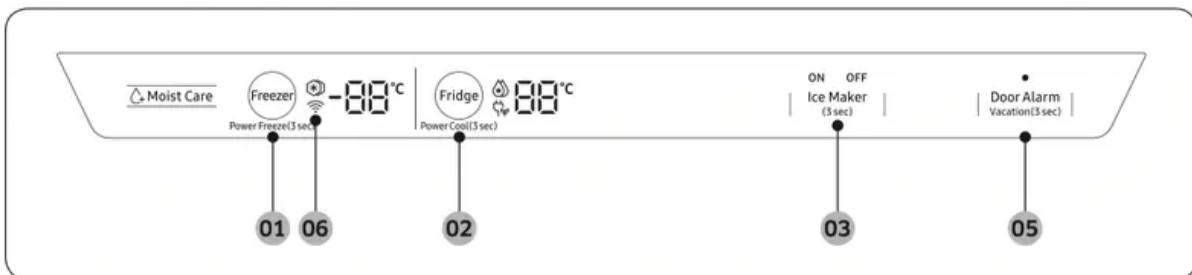 Moist Care
Freezer
Power Freeze(3 sec)
-88°C
Fridge
Power Cool(3 sec)
88°C
ON OFF
Ice Maker
(3 sec)
Door Alarm
Vacation(3 sec)
01 06 02 03 05